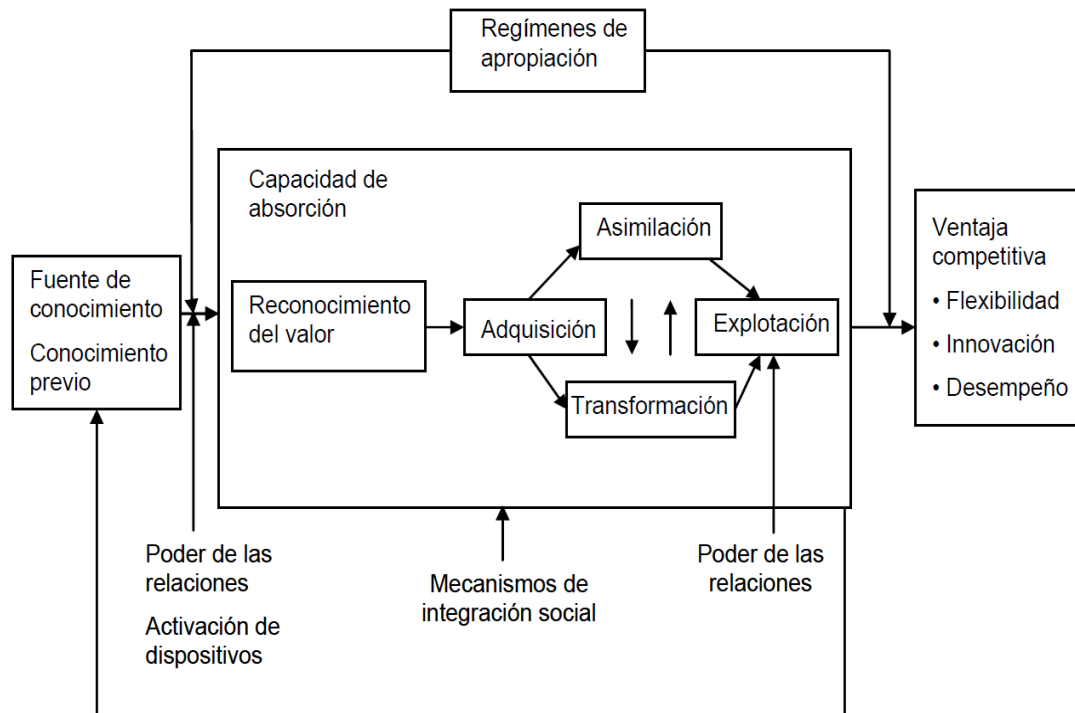 Regímenes de
apropiación
Capacidad de
absorción
Asimilación
Ventaja
competitiva
• Flexibilidad
• Innovación
• Desempeño
Fuente de
conocimiento
Conocimiento
previo
Reconocimiento
del valor
Adquisición
Explotación
Transformación
Poder de las
relaciones
Activación de
dispositivos
Mecanismos de
integración social
Poder de las
relaciones